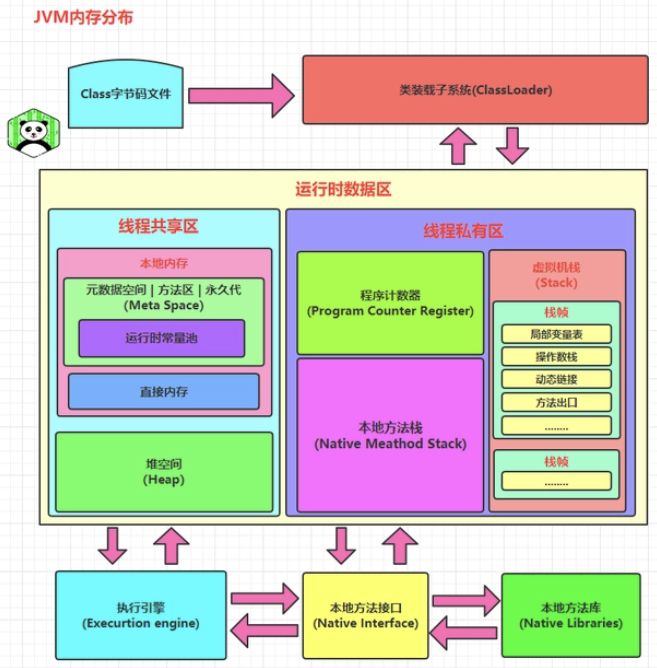 JVM内存分布
Class字节码文件
类装载子系统(ClassLoader)
运行时数据区
线程共享区
本地内存
元数据空间 | 方法区 | 永久代
(Meta Space)
运行时常量池
直接内存
堆空间
(Heap)
线程私有区
程序计数器
(Program Counter Register)
本地方法栈
(Native Meathod Stack)
虚拟机栈
(Stack)
栈帧
局部变量表
操作数栈
动态链接
方法出口
........
栈帧
........
执行引擎
(Execurtion engine)
本地方法接口
(Native Interface)
本地方法库
(Native Libraries)